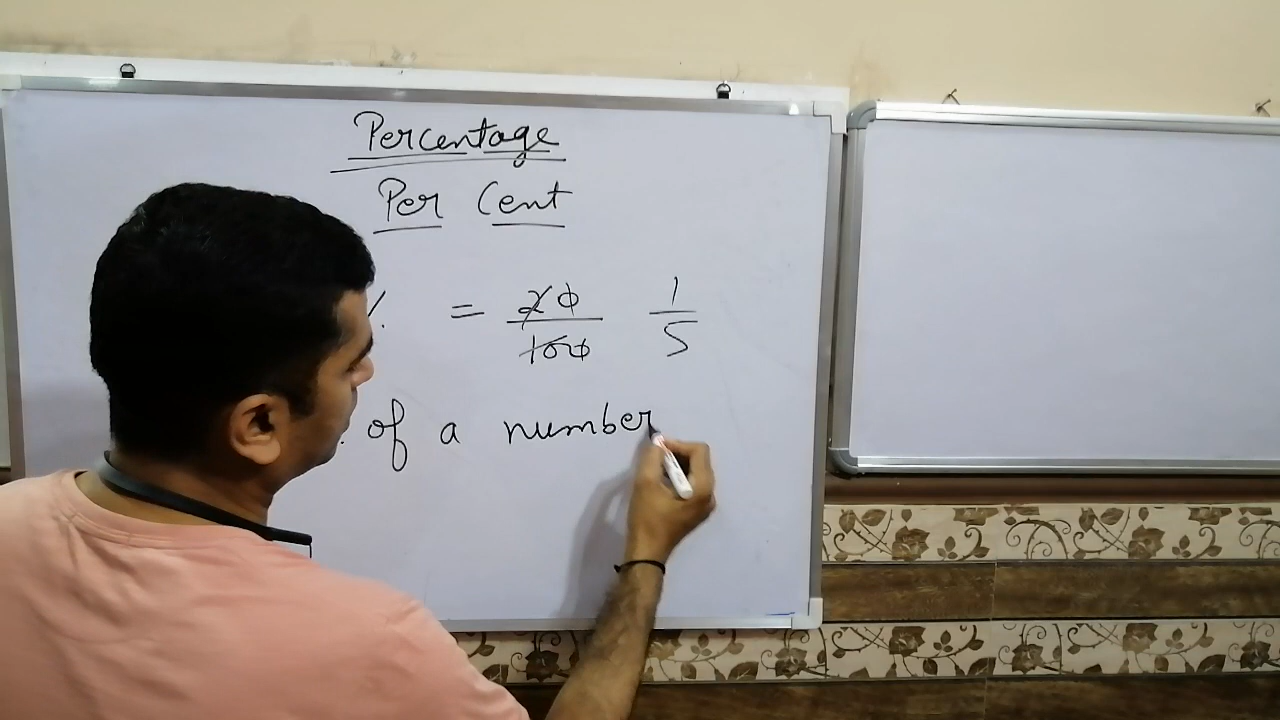 Percentage
Per Cent
% = 20/100 1/5
of a number